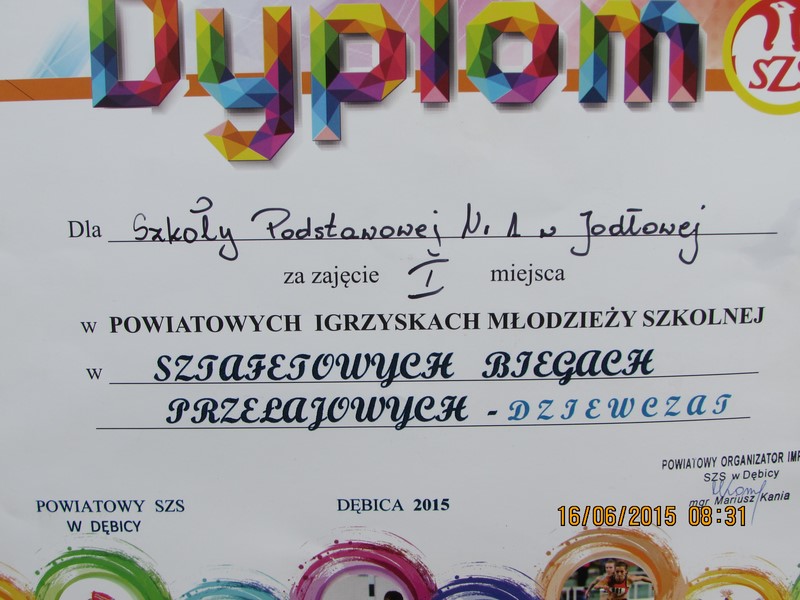 Dyplom
SZS
Dla Szkoły Podstawowej Nr 1 w Jodłowej
za zajęcie I miejsca
w POWIATOWYCH IGRZYSKACH MŁODZIEŻY SZKOLNEJ
w SZTAFETOWYCH BIEGACH
PRZEŁAJOWYCH - DZIEWCZĄT
POWIATOWY ORGANIZATOR IMP
SZS w Dębicy
mgr Mariusz Kania
POWIATOWY SZS
W DĘBICY
DĘBICA 2015
16/06/2015 08:31